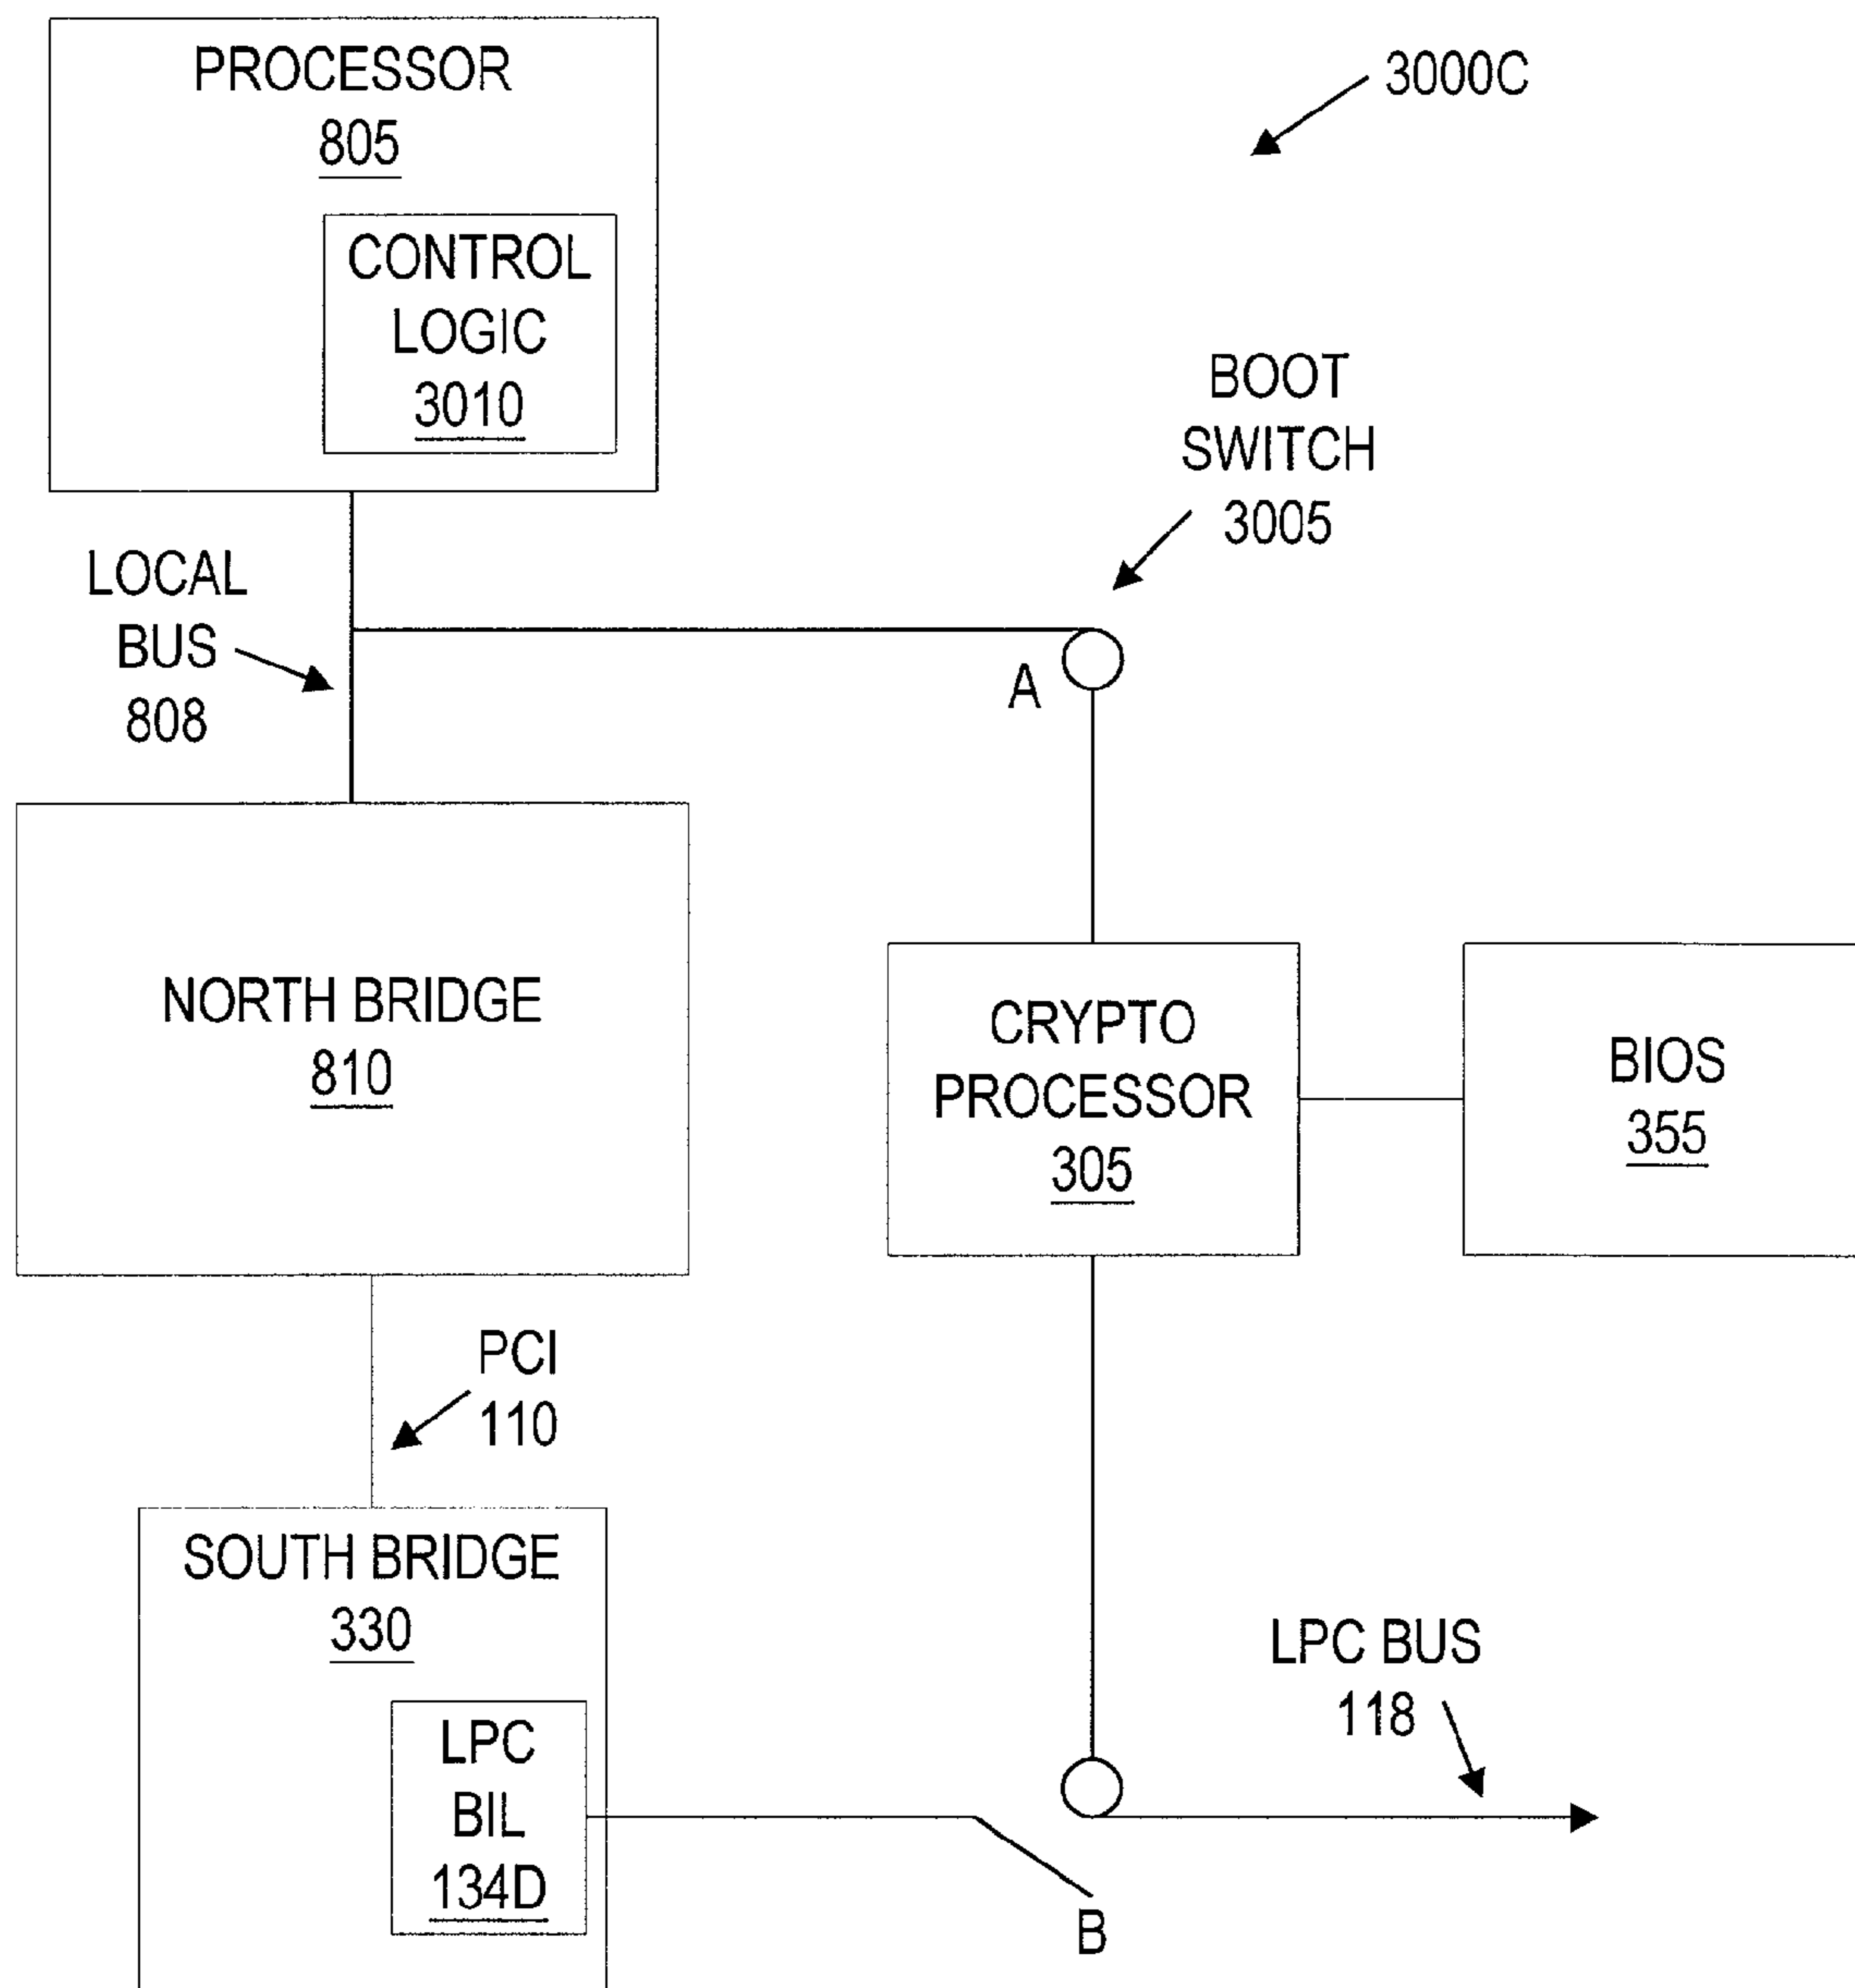 PROCESSOR
805
3000C
CONTROL
LOGIC
3010
BOOT
SWITCH
3005
LOCAL
BUS
808
A
NORTH BRIDGE
810
CRYPTO
PROCESSOR
305
BIOS
355
PCI
110
SOUTH BRIDGE
330
LPC BUS
118
LPC
BIL
134D
B